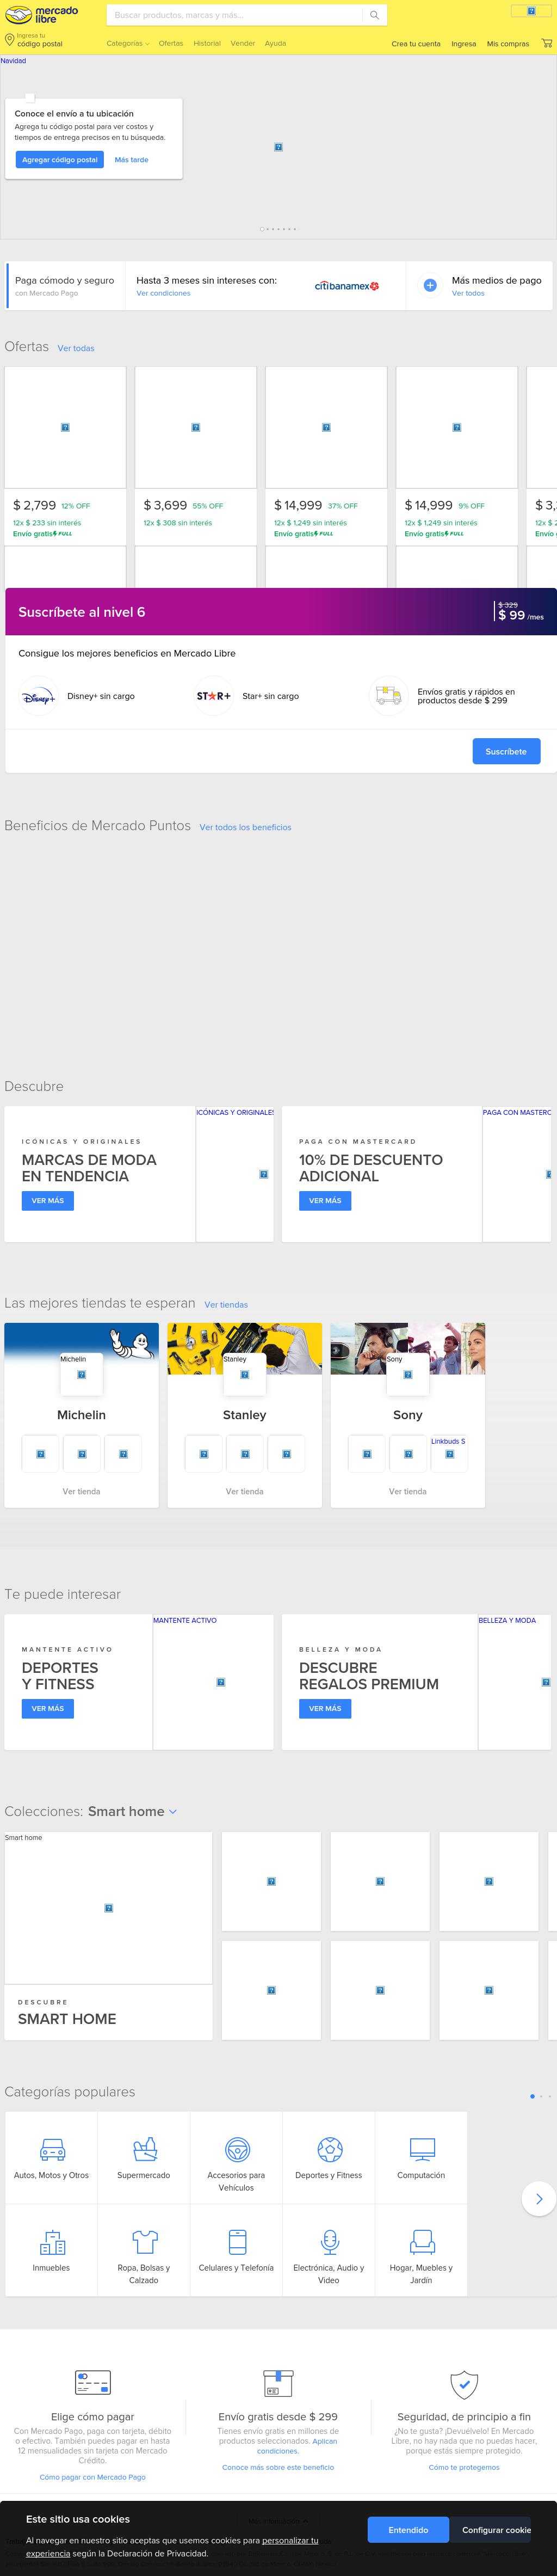 mercado
libre
Buscar productos, marcas y más...
Ingresa tu
código postal
Categorías
Ofertas
Historial
Vender
Ayuda
Crea tu cuenta
Ingresa
Mis compras
Navidad
Conoce el envío a tu ubicación
Agrega tu código postal para ver costos y
tiempos de entrega precisos en tu búsqueda.
Agregar código postal
Más tarde
Paga cómodo y seguro
con Mercado Pago
Hasta 3 meses sin intereses con:
Ver condiciones
citibanamex
Más medios de pago
Ver todos
Ofertas Ver todas
$ 2,799 12% OFF
12x $ 233 sin interés
Envío gratis FULL
$ 3,699 55% OFF
12x $ 308 sin interés
$ 14,999 37% OFF
12x $ 1,249 sin interés
Envío gratis FULL
$ 14,999 9% OFF
12x $ 1,249 sin interés
Envío gratis FULL
Suscríbete al nivel 6
$ 329
$ 99 /mes
Consigue los mejores beneficios en Mercado Libre
Disney+
Disney+ sin cargo
STAR+
Star+ sin cargo
Envíos gratis y rápidos en
productos desde $ 299
Suscríbete
Beneficios de Mercado Puntos Ver todos los beneficios
Descubre
ICÓNICAS Y ORIGINALES
MARCAS DE MODA
EN TENDENCIA
VER MÁS
ICÓNICAS Y ORIGINALES
PAGA CON MASTERCARD
10% DE DESCUENTO
ADICIONAL
VER MÁS
PAGA CON MASTERC
Las mejores tiendas te esperan Ver tiendas
Michelin
Michelin
Ver tienda
Stanley
Stanley
Ver tienda
Sony
Sony
Linkbuds S
Ver tienda
Te puede interesar
MANTENTE ACTIVO
DEPORTES
Y FITNESS
VER MÁS
MANTENTE ACTIVO
BELLEZA Y MODA
DESCUBRE
REGALOS PREMIUM
VER MÁS
BELLEZA Y MODA
Colecciones: Smart home
Smart home
DESCUBRE
SMART HOME
Categorías populares
Autos, Motos y Otros
Supermercado
Accesorios para
Vehículos
Deportes y Fitness
Computación
Inmuebles
Ropa, Bolsas y
Calzado
Celulares y Telefonía
Electrónica, Audio y
Video
Hogar, Muebles y
Jardín
Elige cómo pagar
Con Mercado Pago, paga con tarjeta, débito
o efectivo. También puedes pagar en hasta
12 mensualidades sin tarjeta con Mercado
Crédito.
Cómo pagar con Mercado Pago
Envío gratis desde $ 299
Tienes envío gratis en millones de
productos seleccionados. Aplican
condiciones.
Conoce más sobre este beneficio
Seguridad, de principio a fin
¿No te gusta? ¡Devuélvelo! En Mercado
Libre, no hay nada que no puedas hacer,
porque estás siempre protegido.
Cómo te protegemos
Este sitio usa cookies
Al navegar en nuestro sitio aceptas que usemos cookies para personalizar tu
experiencia según la Declaración de Privacidad.
Entendido
Configurar cookie